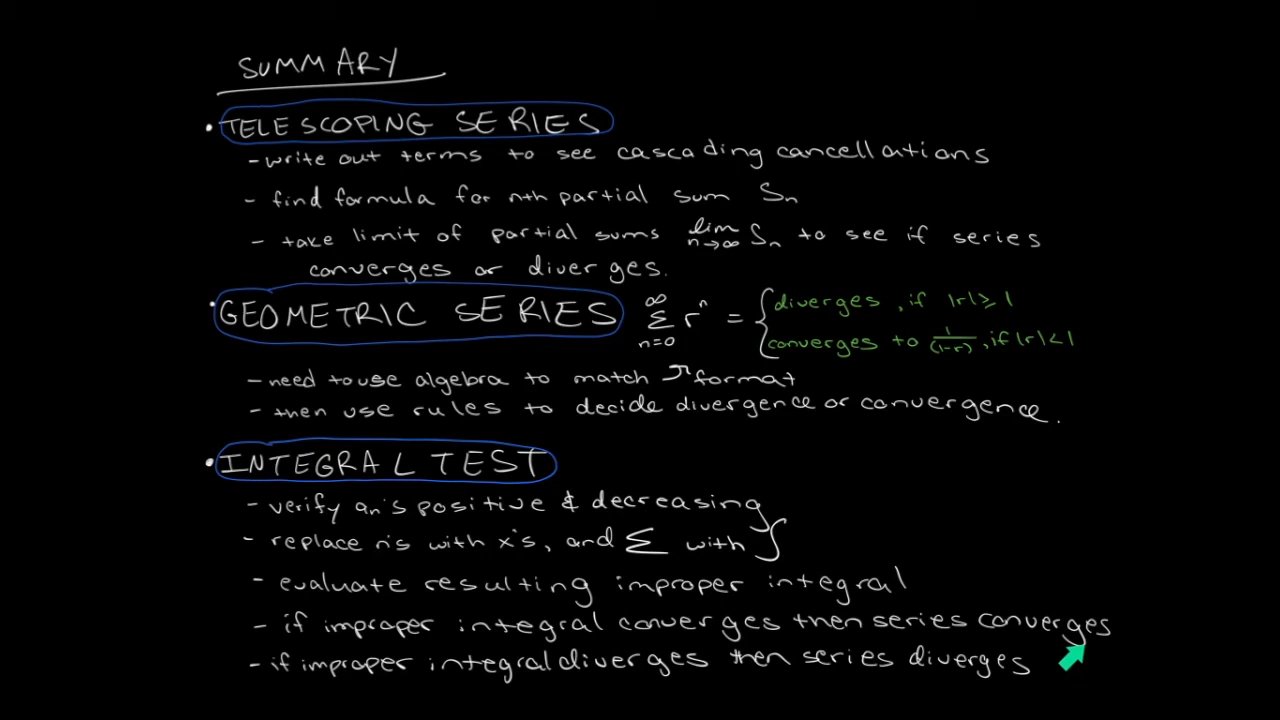 SUMMARY
• TELESCOPING SERIES
- write out terms to see cascading cancellations
- find formula for nth partial sum Sₙ
- take limit of partial sums lim n→∞ Sₙ to see if series
converges or diverges.
• GEOMETRIC SERIES ∞ Σ n=0 rⁿ = { diverges, if |r| ≥ 1
converges to 1/(1-r), if |r| < 1
- need to use algebra to match rⁿ format
- then use rules to decide divergence or convergence.
• INTEGRAL TEST
- verify aₙ's positive & decreasing
- replace n's with x's, and Σ with ∫
- evaluate resulting improper integral
- if improper integral converges then series converges
- if improper integral diverges then series diverges